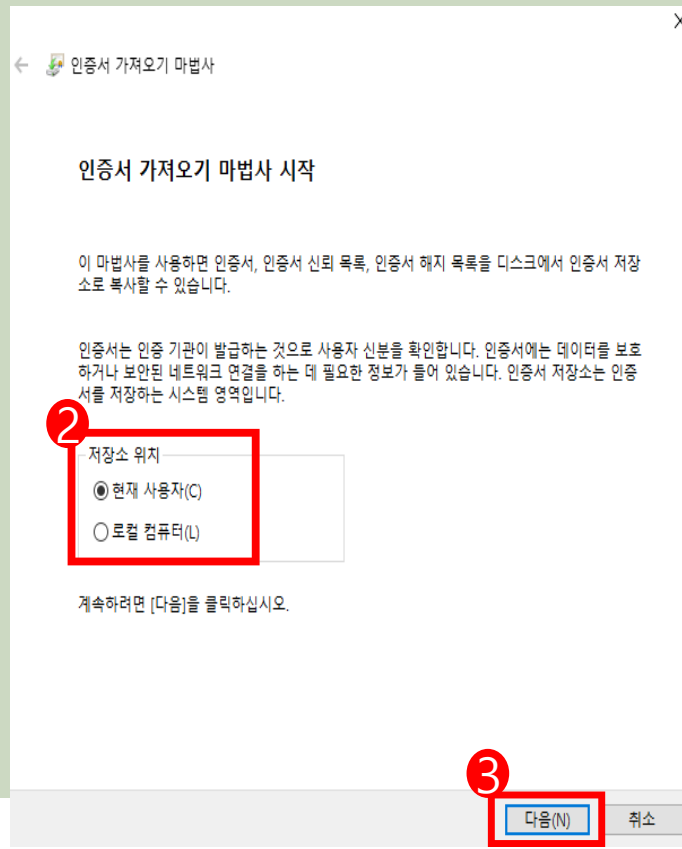 인증서 가져오기 마법사
인증서 가져오기 마법사 시작
이 마법사를 사용하면 인증서, 인증서 신뢰 목록, 인증서 해지 목록을 디스크에서 인증서 저장
소로 복사할 수 있습니다.
인증서는 인증 기관이 발급하는 것으로 사용자 신분을 확인합니다. 인증서에는 데이터를 보호
하거나 보안된 네트워크 연결을 하는 데 필요한 정보가 들어 있습니다. 인증서 저장소는 인증
서를 저장하는 시스템 영역입니다.
2
저장소 위치
현재 사용자(C)
로컬 컴퓨터(L)
계속하려면 [다음]을 클릭하십시오.
3
다음(N) 취소